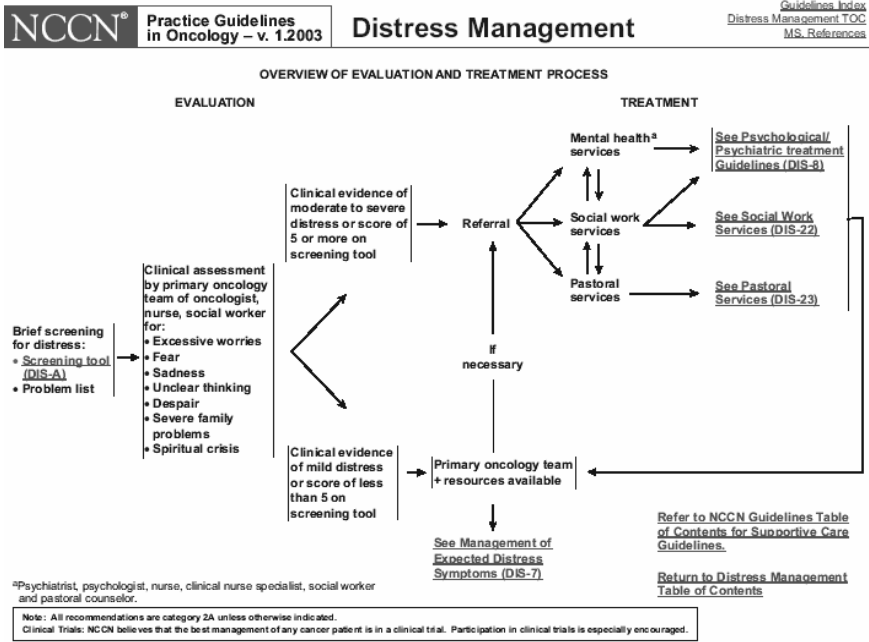 NCCN®
Practice Guidelines
in Oncology – v. 1.2003
Distress Management
Guidelines Index
Distress Management TOC
MS, References
OVERVIEW OF EVALUATION AND TREATMENT PROCESS
EVALUATION
TREATMENT
Brief screening
for distress:
• Screening tool
(DIS-A)
• Problem list
Clinical assessment
by primary oncology
team of oncologist,
nurse, social worker
for:
• Excessive worries
• Fear
• Sadness
• Unclear thinking
• Despair
• Severe family
problems
• Spiritual crisis
Clinical evidence of
moderate to severe
distress or score of
5 or more on
screening tool
Referral
Mental healthᵃ
services
Social work
services
Pastoral
services
See Psychological/
Psychiatric treatment
Guidelines (DIS-8)
See Social Work
Services (DIS-22)
See Pastoral
Services (DIS-23)
If
necessary
Clinical evidence
of mild distress
or score of less
than 5 on
screening tool
Primary oncology team
+ resources available
See Management of
Expected Distress
Symptoms (DIS-7)
Refer to NCCN Guidelines Table
of Contents for Supportive Care
Guidelines.
Return to Distress Management
Table of Contents
ᵃPsychiatrist, psychologist, nurse, clinical nurse specialist, social worker
and pastoral counselor.
Note: All recommendations are category 2A unless otherwise indicated.
Clinical Trials: NCCN believes that the best management of any cancer patient is in a clinical trial. Participation in clinical trials is especially encouraged.